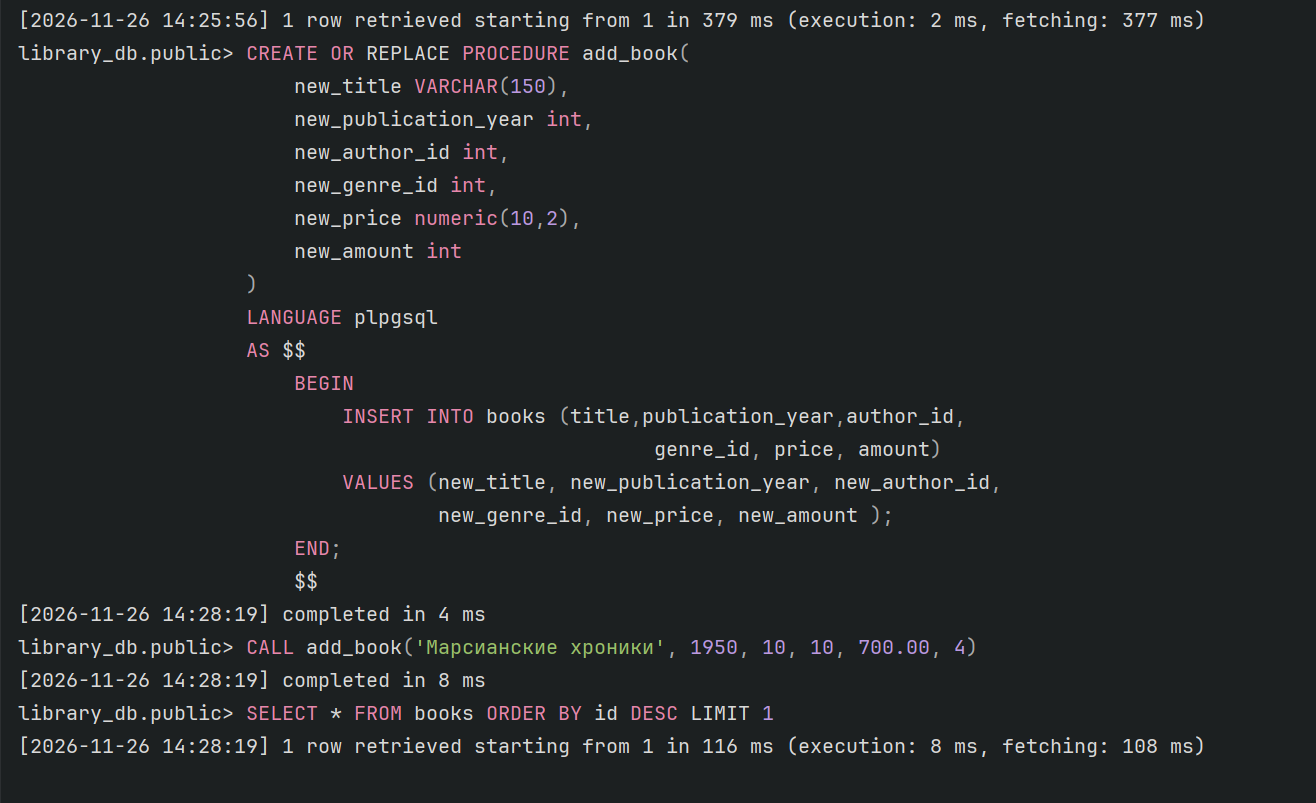 [2026-11-26 14:25:56] 1 row retrieved starting from 1 in 379 ms (execution: 2 ms, fetching: 377 ms)
library_db.public> CREATE OR REPLACE PROCEDURE add_book(
                       new_title VARCHAR(150),
                       new_publication_year int,
                       new_author_id int,
                       new_genre_id int,
                       new_price numeric(10,2),
                       new_amount int
                   )
                   LANGUAGE plpgsql
                   AS $$
                       BEGIN
                           INSERT INTO books (title,publication_year,author_id,
                                                     genre_id, price, amount)
                           VALUES (new_title, new_publication_year, new_author_id,
                                   new_genre_id, new_price, new_amount );
                       END;
                       $$
[2026-11-26 14:28:19] completed in 4 ms
library_db.public> CALL add_book('Марсианские хроники', 1950, 10, 10, 700.00, 4)
[2026-11-26 14:28:19] completed in 8 ms
library_db.public> SELECT * FROM books ORDER BY id DESC LIMIT 1
[2026-11-26 14:28:19] 1 row retrieved starting from 1 in 116 ms (execution: 8 ms, fetching: 108 ms)